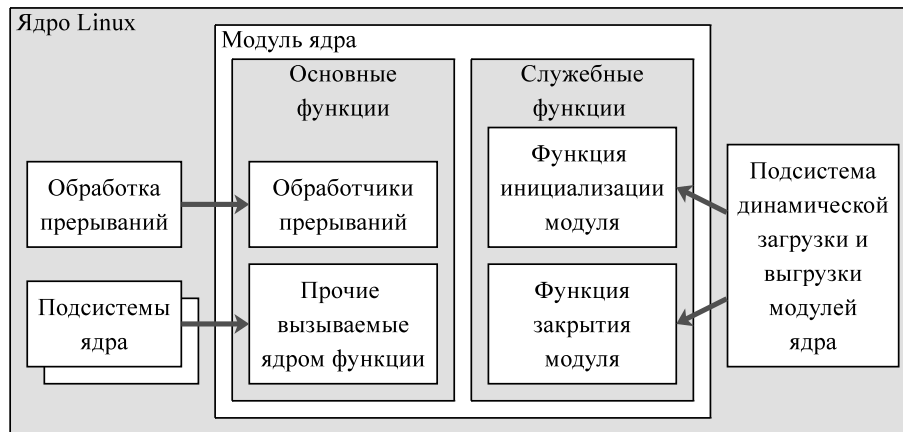 Ядро Linux
Модуль ядра
Основные
функции
Служебные
функции
Обработка
прерываний
Обработчики
прерываний
Функция
инициализации
модуля
Подсистема
динамической
загрузки и
выгрузки
модулей
ядра
Подсистемы
ядра
Прочие
вызываемые
ядром функции
Функция
закрытия
модуля